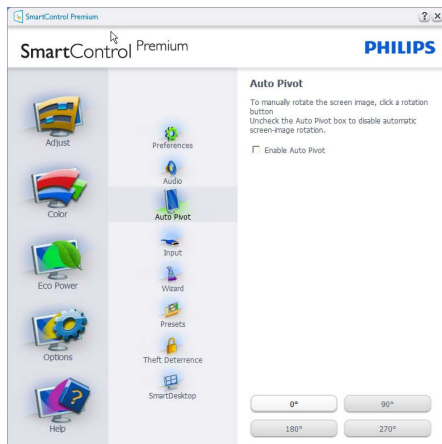 SmartControl Premium
SmartControl Premium
PHILIPS
Adjust
Color
Eco Power
Options
Help
Preferences
Audio
Auto Pivot
Input
Wizard
Presets
Theft Deterrence
SmartDesktop
Auto Pivot
To manually rotate the screen image, click a rotation
button
Uncheck the Auto Pivot box to disable automatic
screen-image rotation.
Enable Auto Pivot
0°
90°
180°
270°